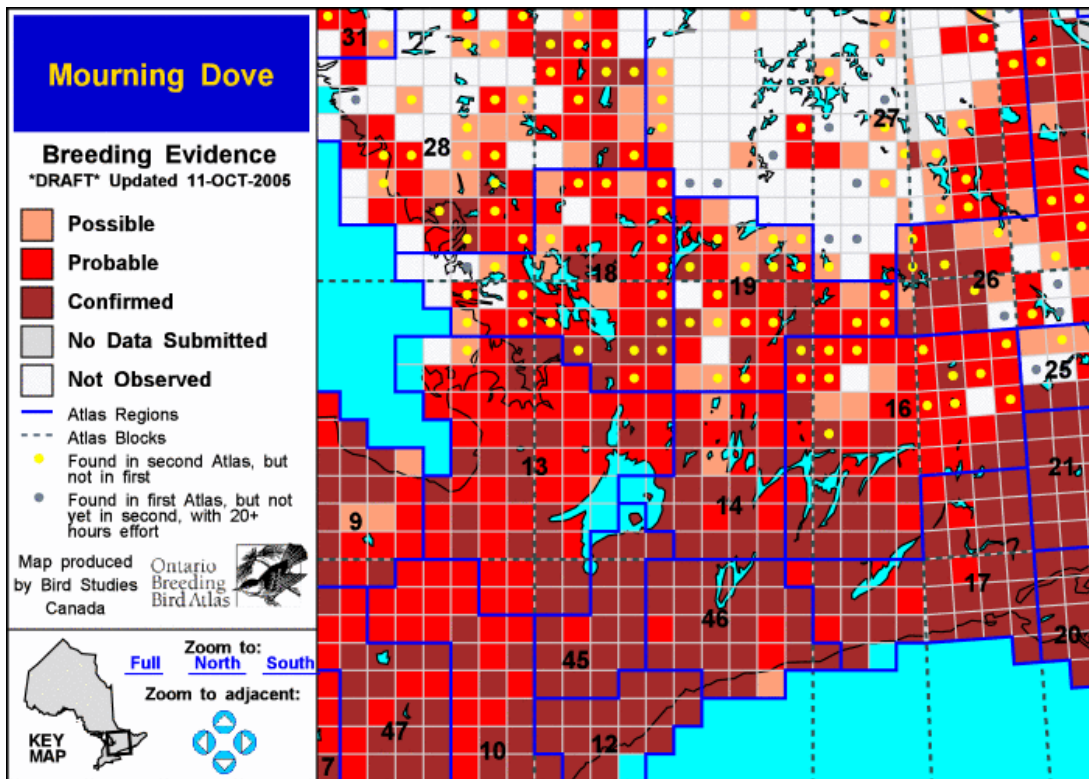 Mourning Dove
Breeding Evidence
*DRAFT* Updated 11-OCT-2005
Possible
Probable
Confirmed
No Data Submitted
Not Observed
Atlas Regions
Atlas Blocks
Found in second Atlas, but
not in first
Found in first Atlas, but not
yet in second, with 20+
hours effort
Map produced
by Bird Studies
Canada
Ontario
Breeding
Bird Atlas
Zoom to:
Full North South
Zoom to adjacent:
KEY
MAP
31
28
27
18
19
26
25
16
13
21
14
9
17
46
20
45
47
10
12
7